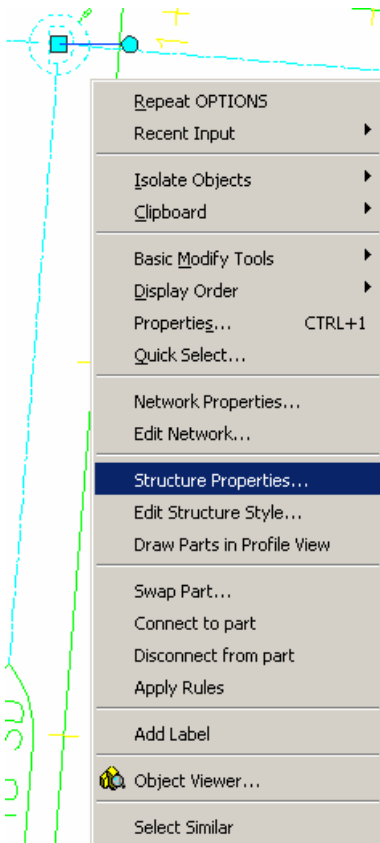 Repeat OPTIONS
Recent Input
Isolate Objects
Clipboard
Basic Modify Tools
Display Order
Properties... CTRL+1
Quick Select...
Network Properties...
Edit Network...
Structure Properties...
Edit Structure Style...
Draw Parts in Profile View
Swap Part...
Connect to part
Disconnect from part
Apply Rules
Add Label
Object Viewer...
Select Similar
SD